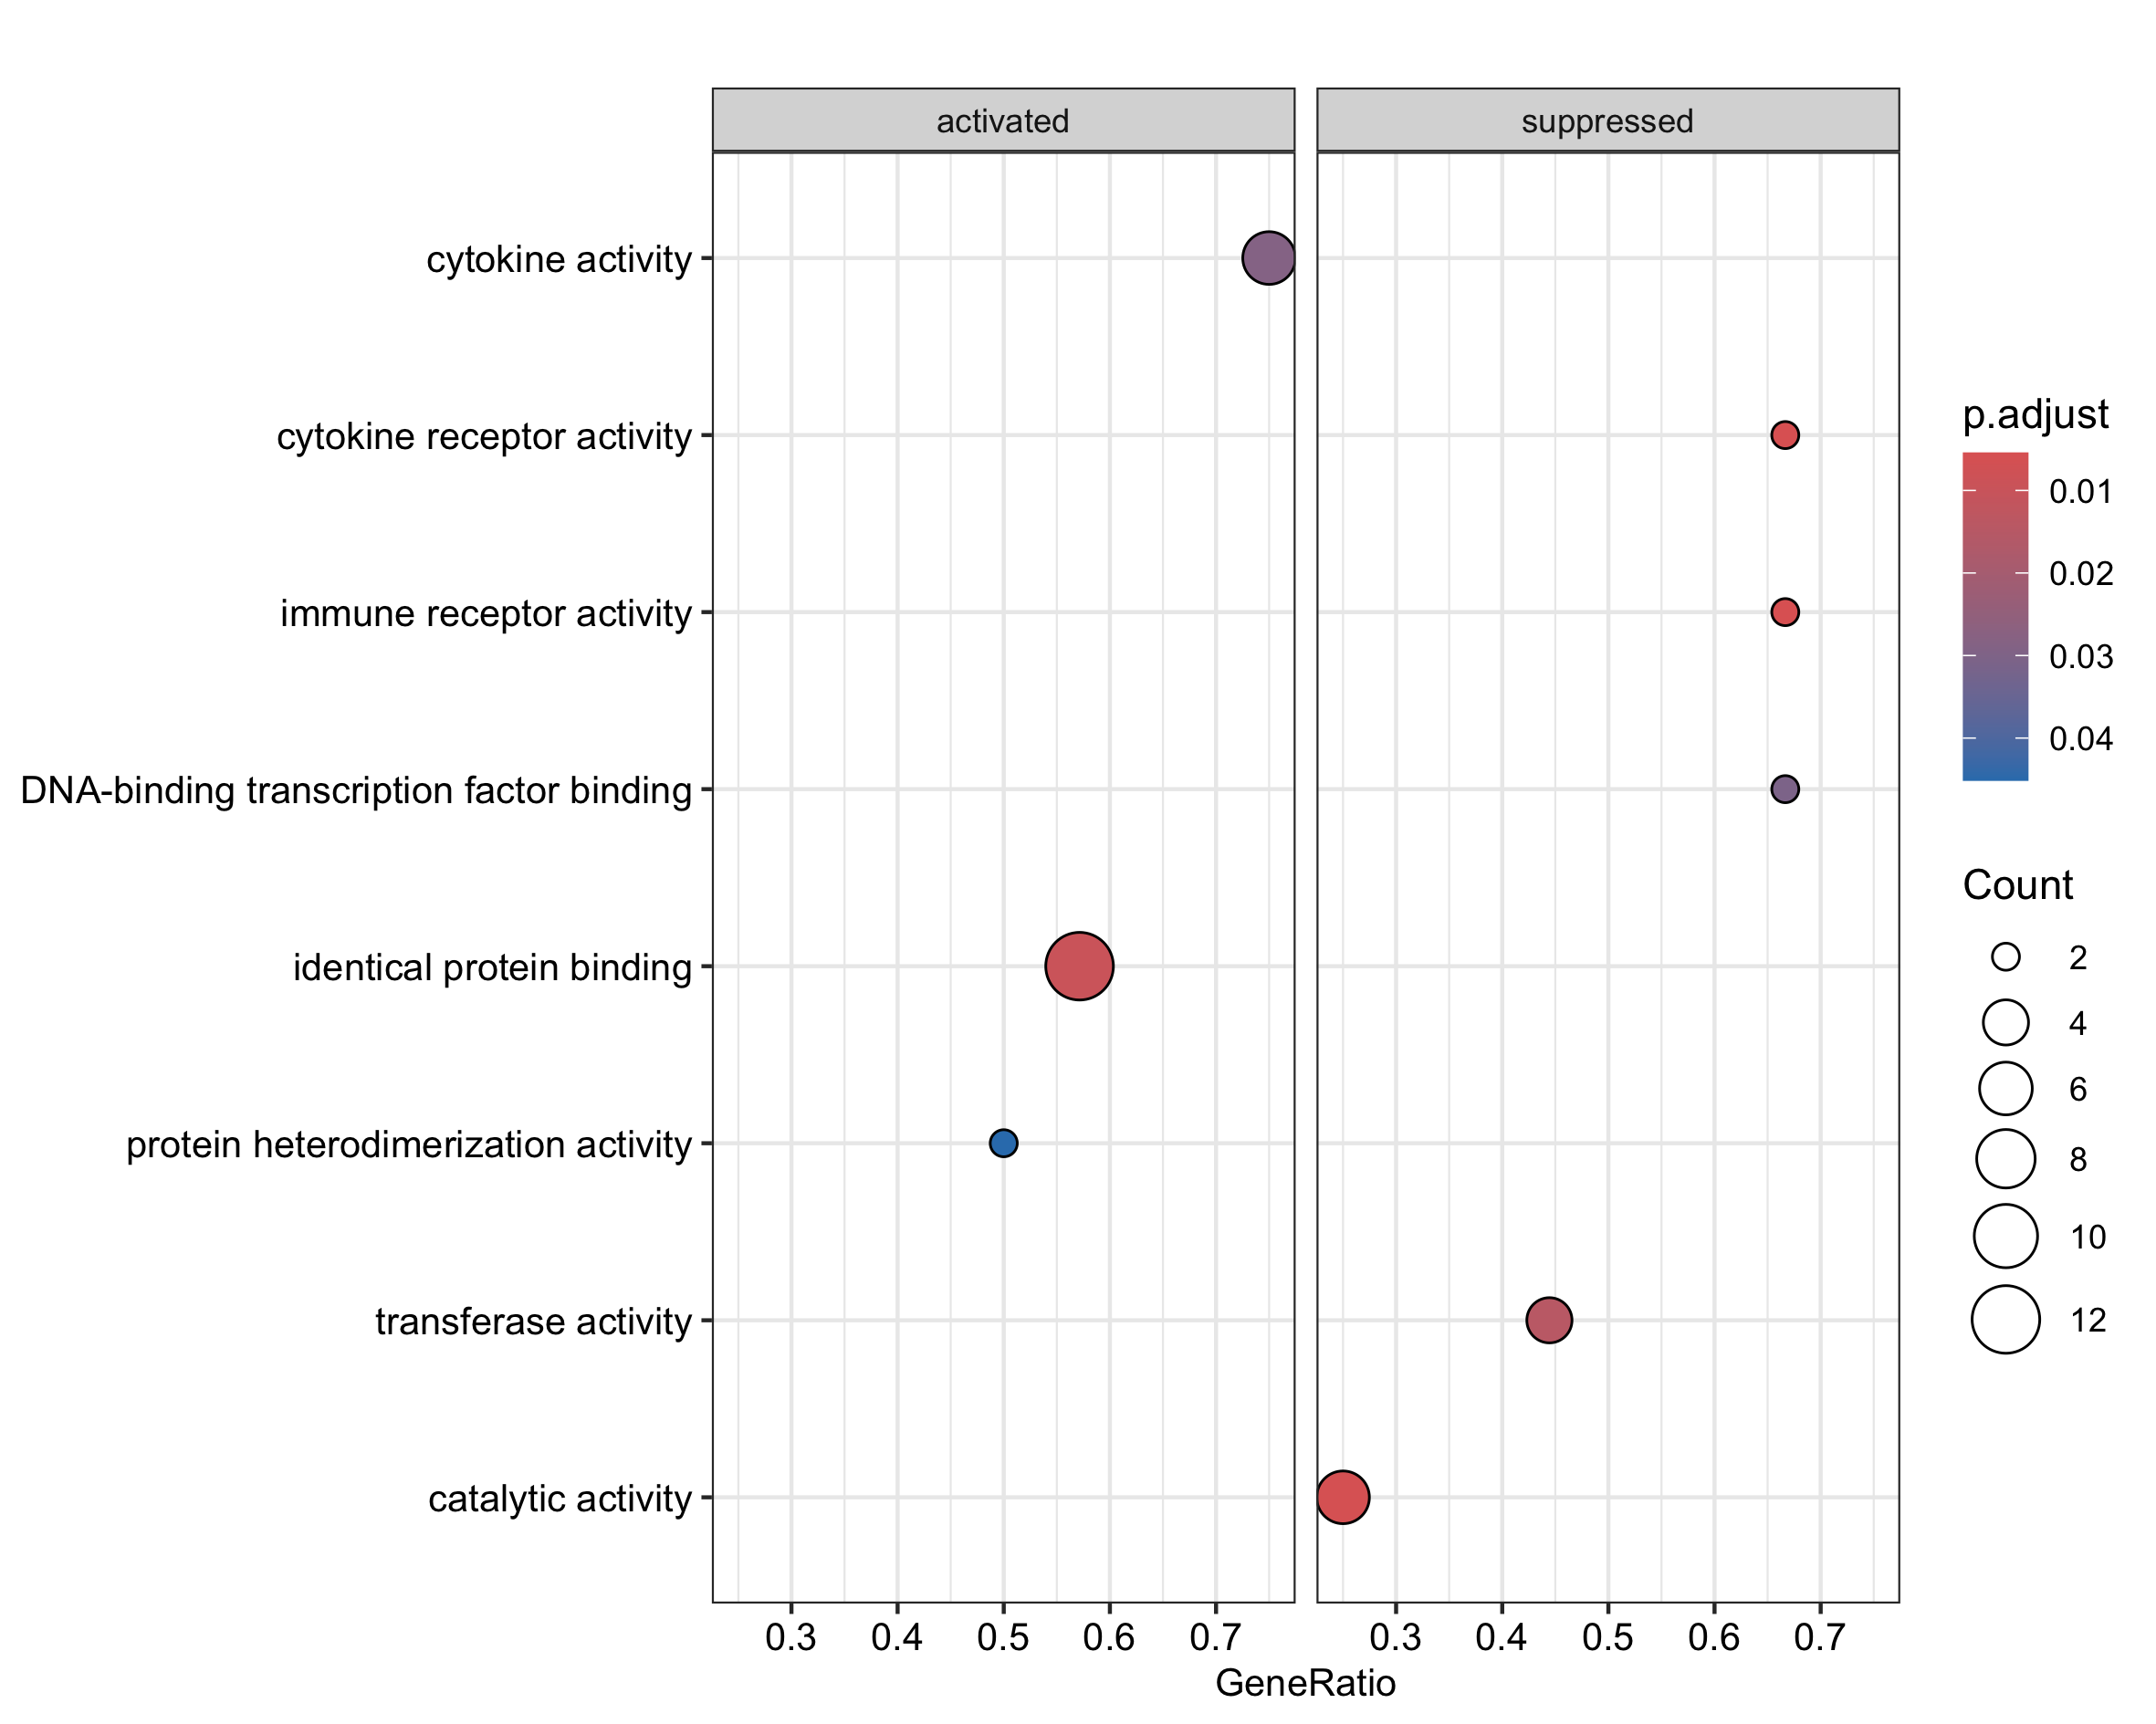 activated
suppressed
cytokine activity
cytokine receptor activity
immune receptor activity
DNA-binding transcription factor binding
identical protein binding
protein heterodimerization activity
transferase activity
catalytic activity
0.3 0.4 0.5 0.6 0.7
0.3 0.4 0.5 0.6 0.7
GeneRatio
p.adjust
0.01
0.02
0.03
0.04
Count
2
4
6
8
10
12